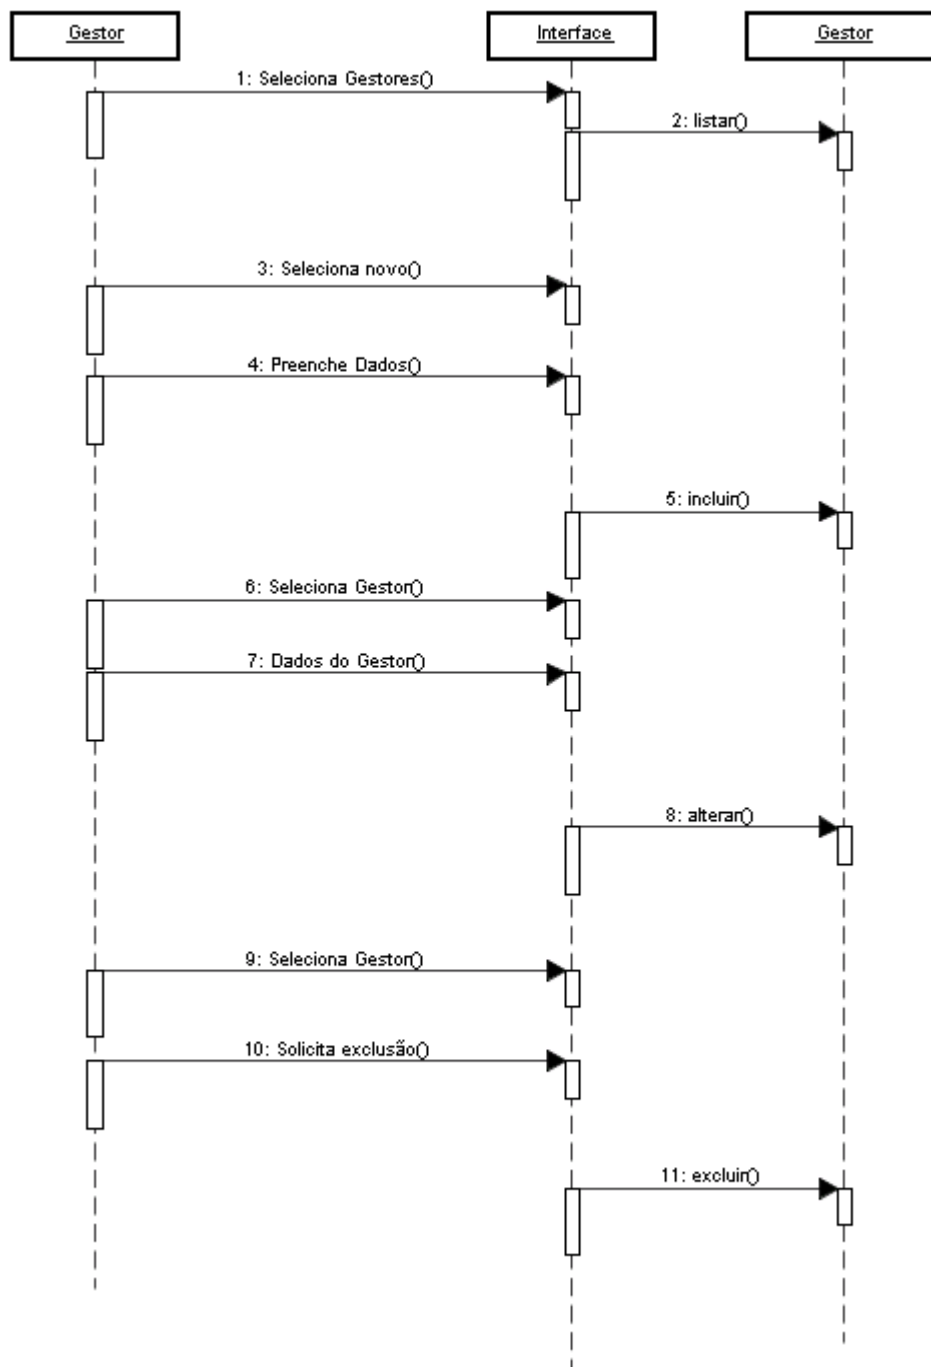 Gestor
Interface
Gestor
1: Seleciona Gestores()
2: listar()
3: Seleciona novo()
4: Preenche Dados()
5: incluir()
6: Seleciona Gestor()
7: Dados do Gestor()
8: alterar()
9: Seleciona Gestor()
10: Solicita exclusão()
11: excluir()